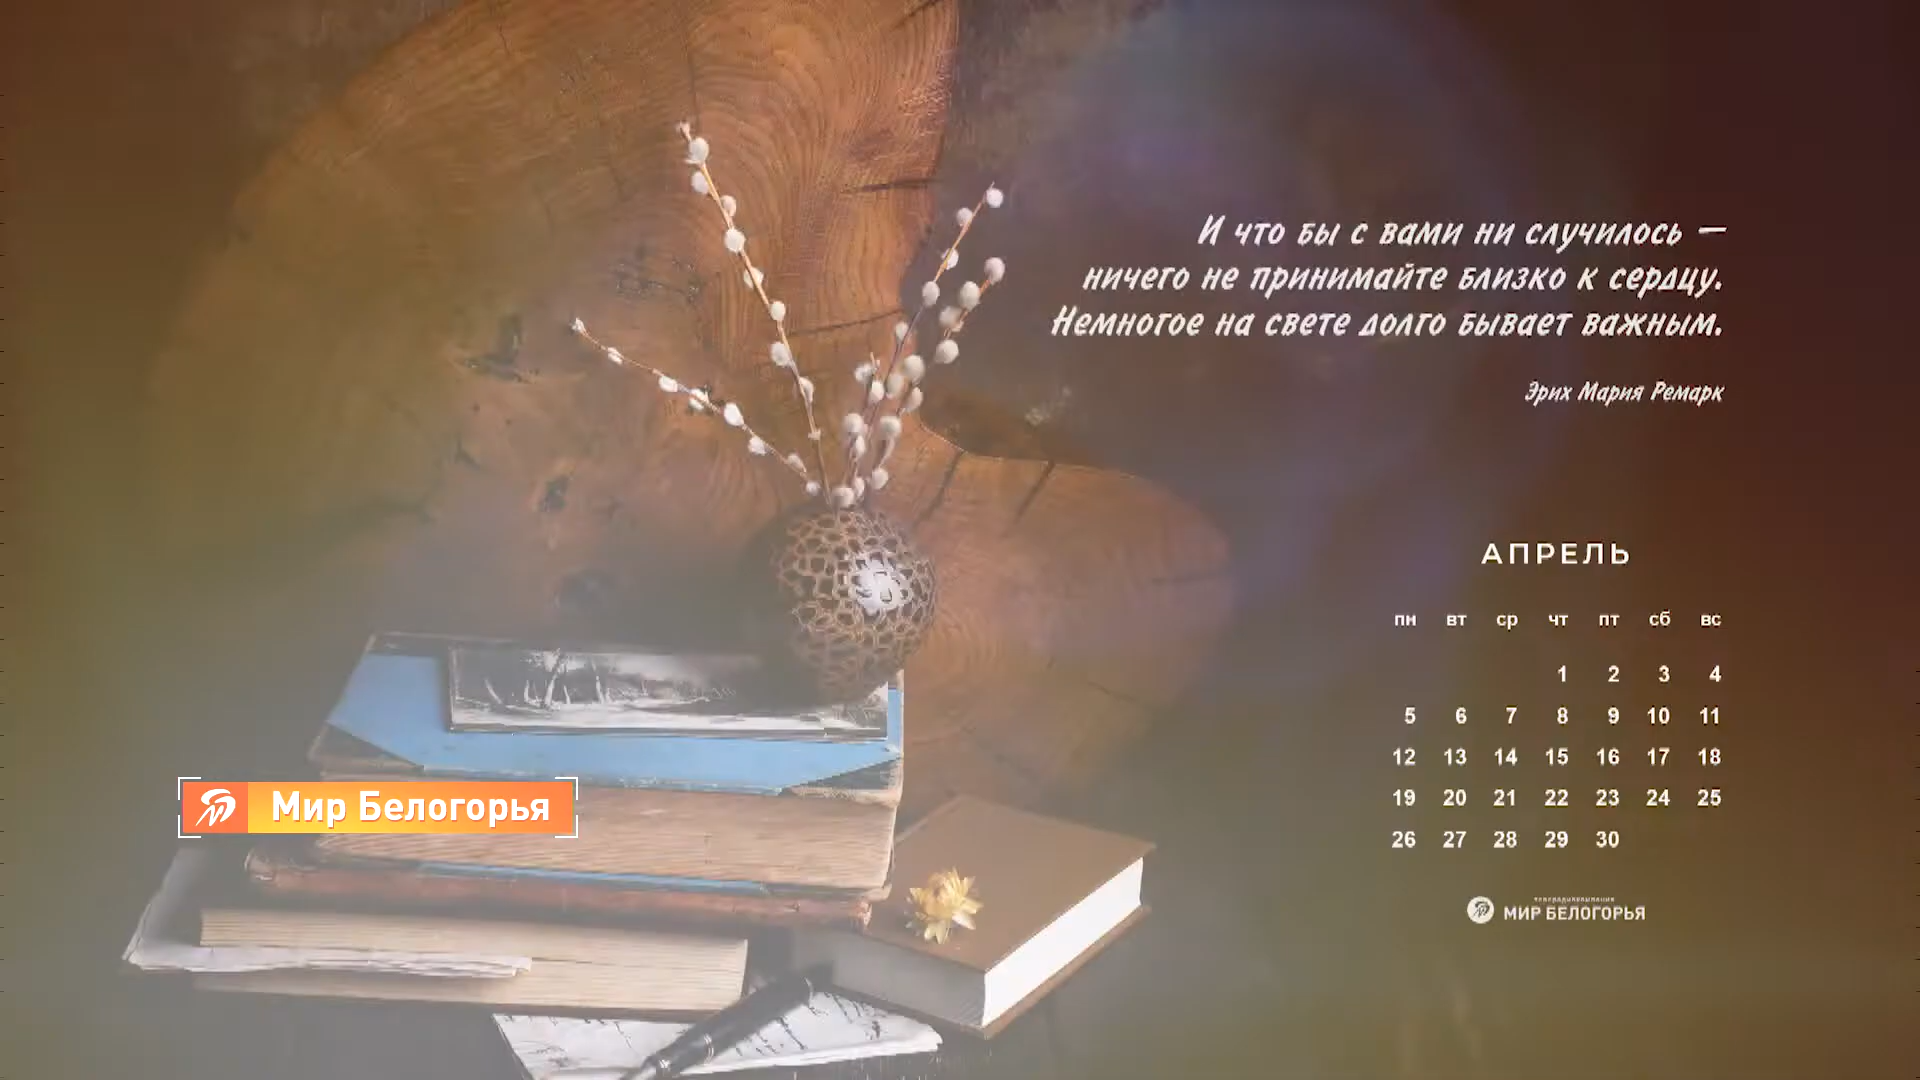 И что бы с вами ни случилось —
ничего не принимайте близко к сердцу.
Немногое на свете долго бывает важным.
Эрих Мария Ремарк
АПРЕЛЬ
пн вт ср чт пт сб вс
1 2 3 4
5 6 7 8 9 10 11
12 13 14 15 16 17 18
19 20 21 22 23 24 25
26 27 28 29 30
Мир Белогорья
телерадиокомпания
МИР БЕЛОГОРЬЯ